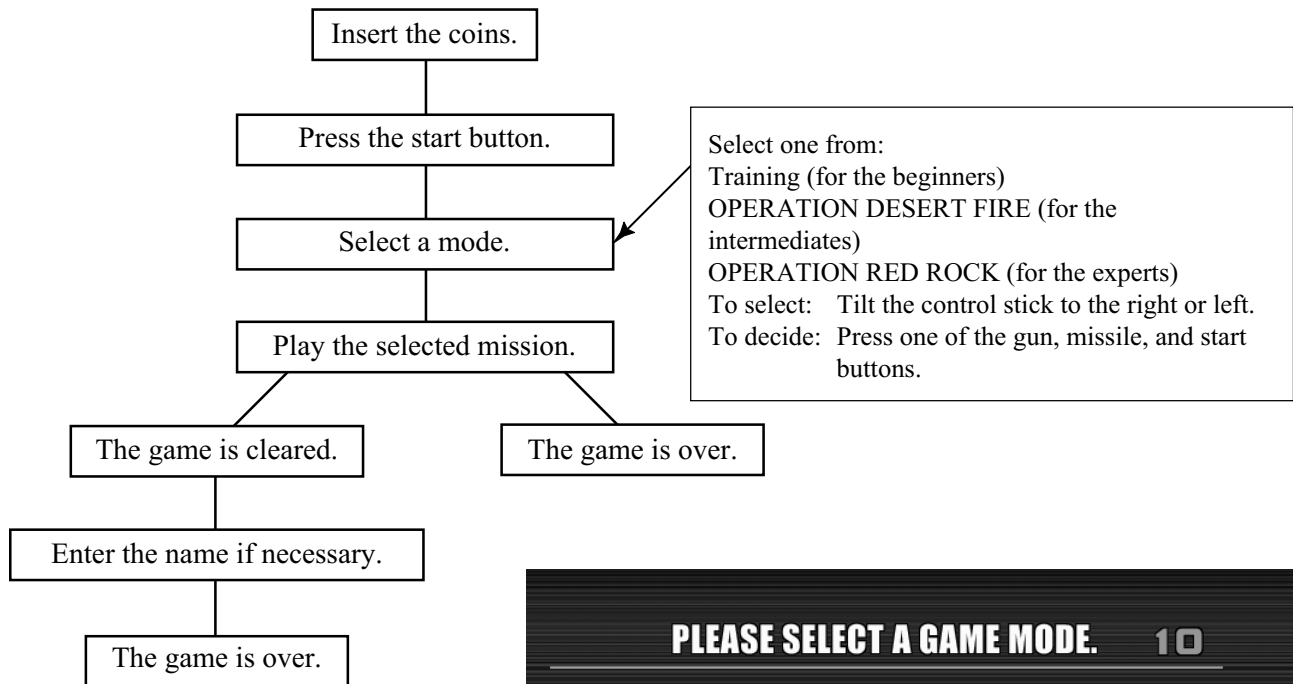 Insert the coins.
Press the start button.
Select a mode.
Select one from:
Training (for the beginners)
OPERATION DESERT FIRE (for the
intermediates)
OPERATION RED ROCK (for the experts)
To select: Tilt the control stick to the right or left.
To decide: Press one of the gun, missile, and start
buttons.
Play the selected mission.
The game is cleared.
The game is over.
Enter the name if necessary.
The game is over.
PLEASE SELECT A GAME MODE. 10